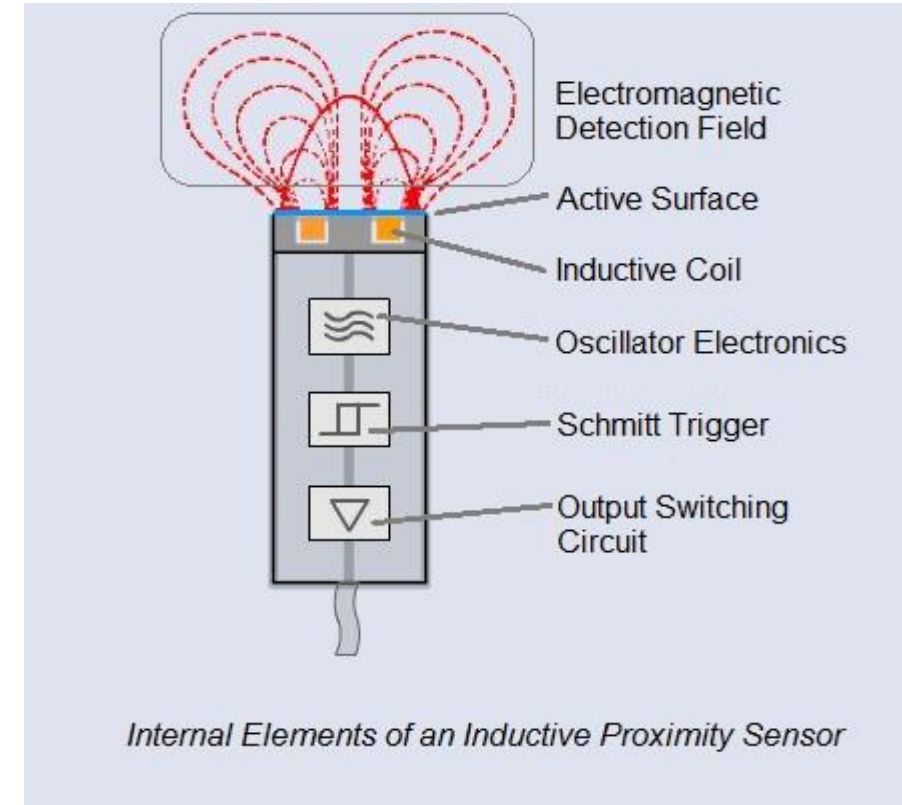 Electromagnetic
Detection Field
Active Surface
Inductive Coil
Oscillator Electronics
Schmitt Trigger
Output Switching
Circuit
Internal Elements of an Inductive Proximity Sensor